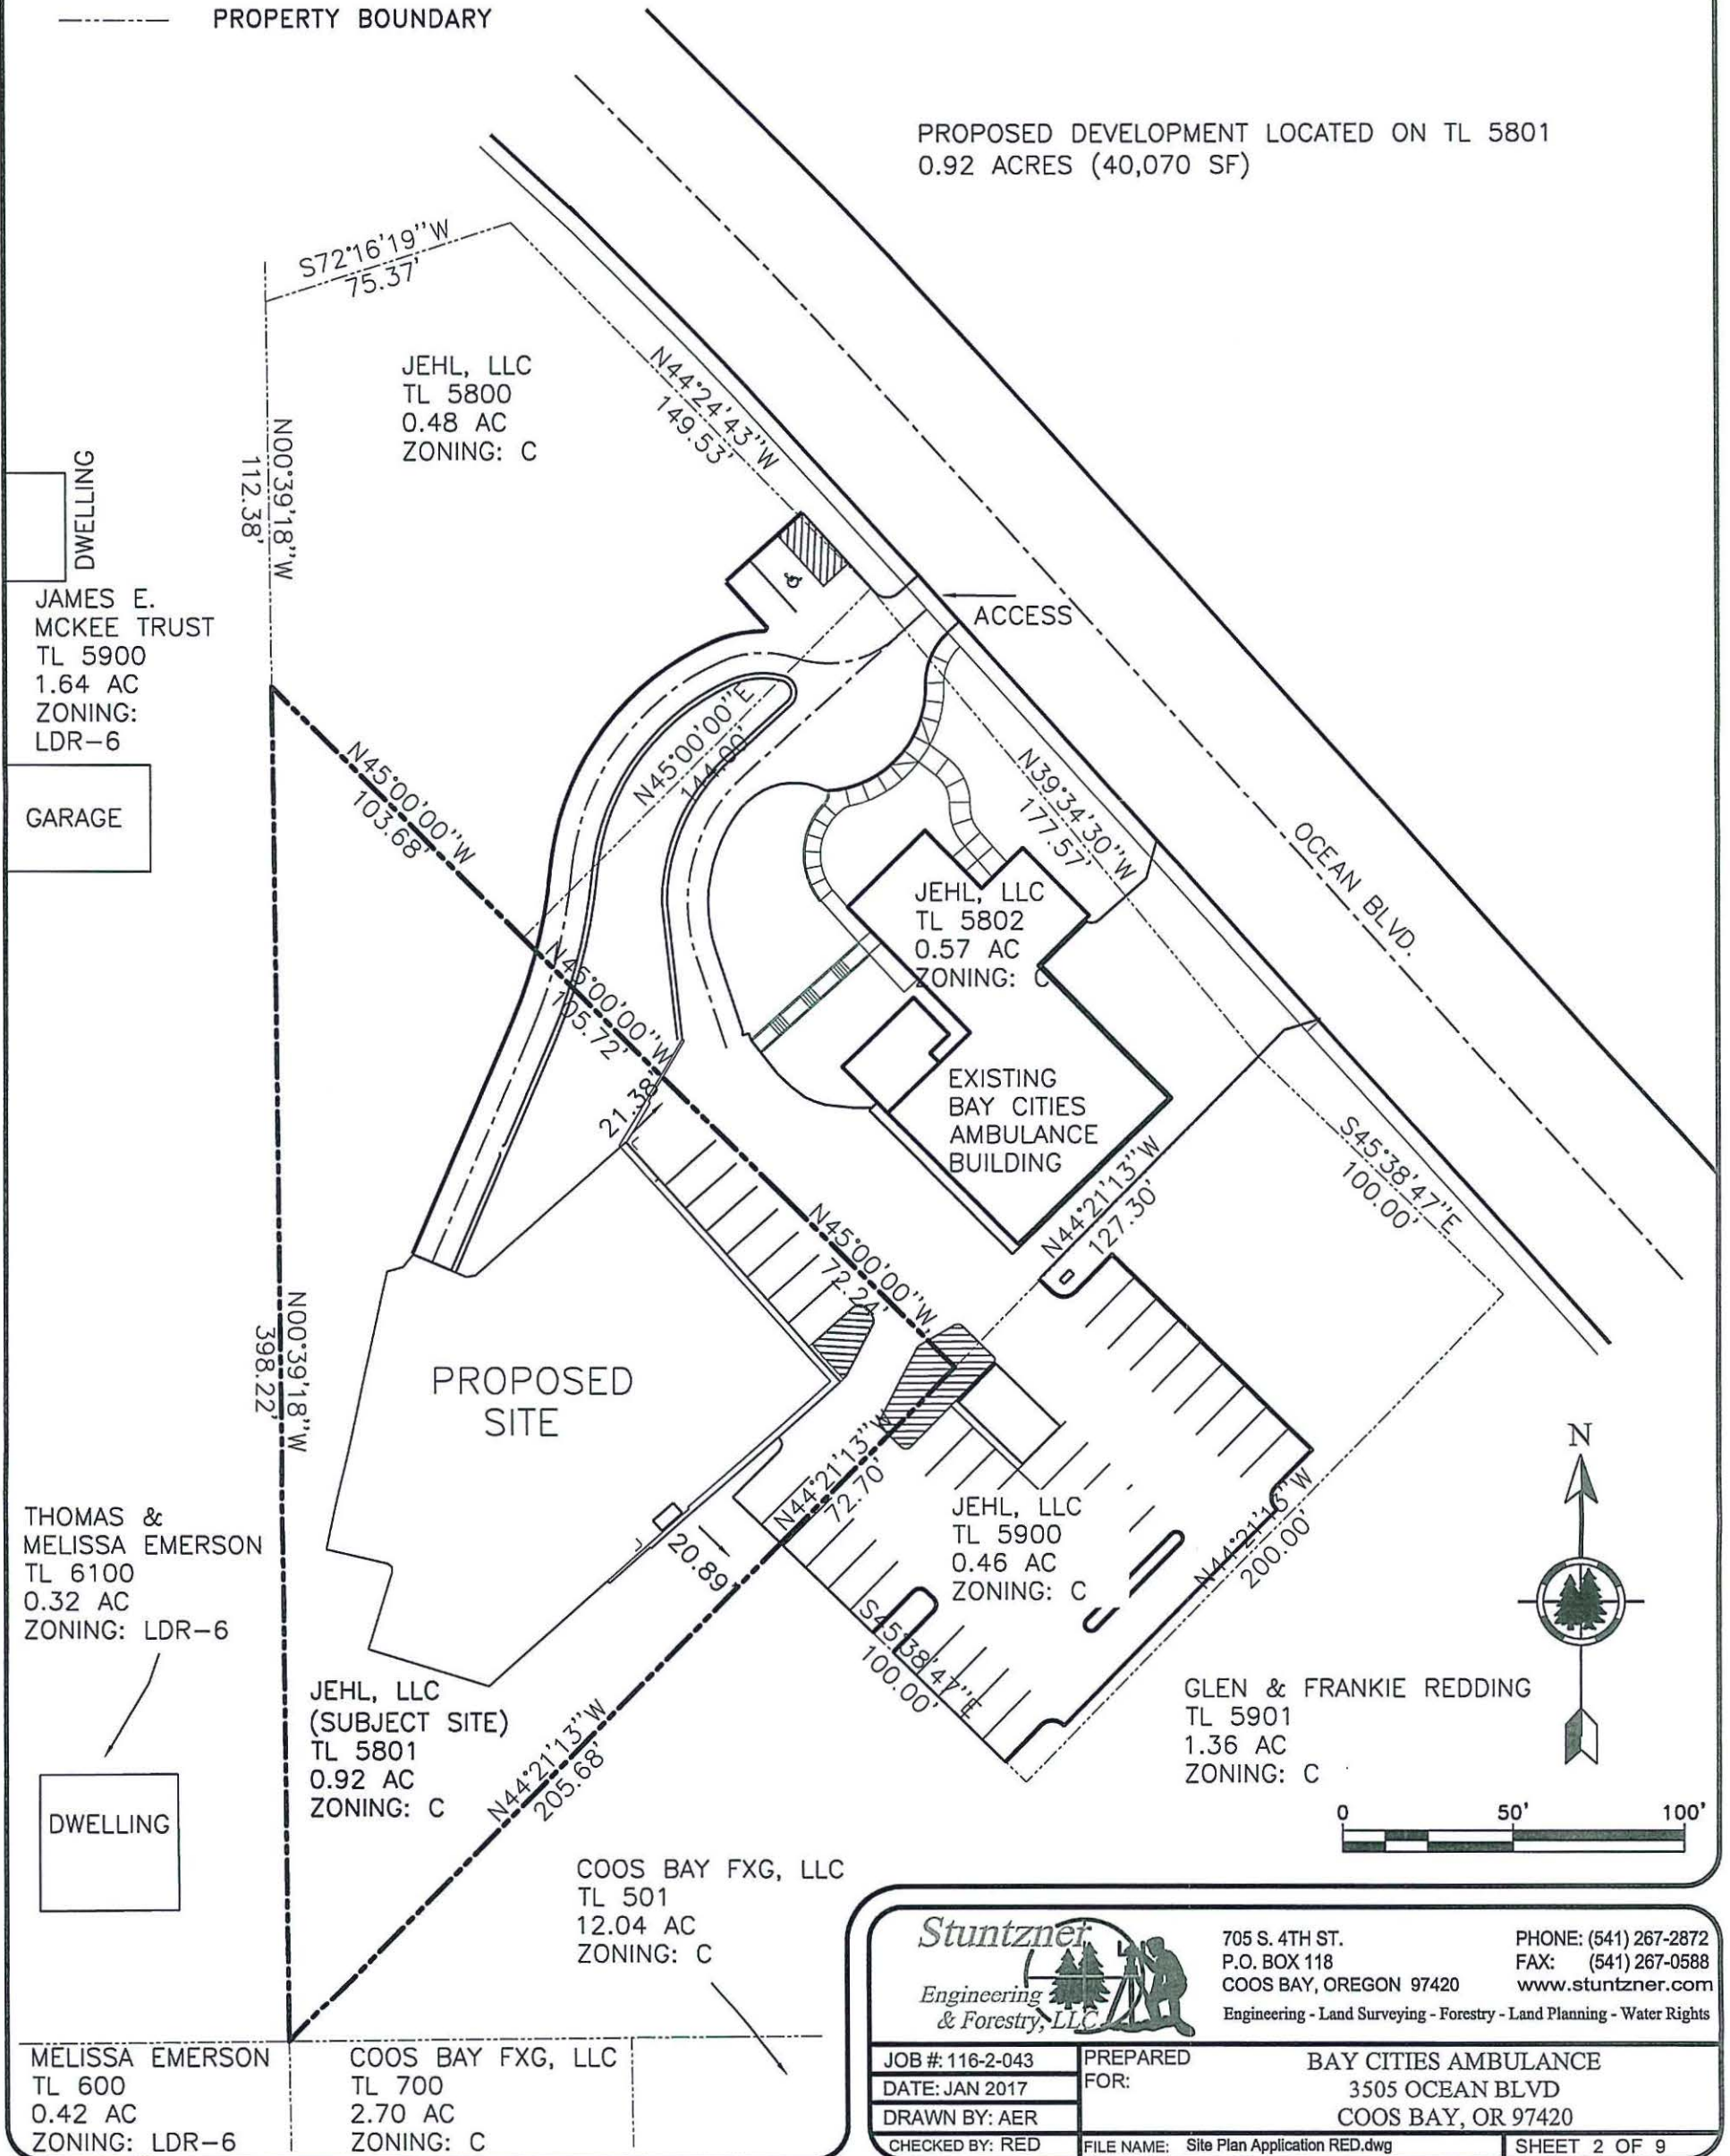 PROPERTY BOUNDARY
PROPOSED DEVELOPMENT LOCATED ON TL 5801
0.92 ACRES (40,070 SF)
S72°16'19"W
75.37'
JEHL, LLC
TL 5800
0.48 AC
ZONING: C
N44°24'43"W
149.53'
N00°39'18"W
112.38'
DWELLING
JAMES E.
MCKEE TRUST
TL 5900
1.64 AC
ZONING:
LDR-6
GARAGE
ACCESS
N45°00'00"E
144.00'
N45°00'00"W
103.68'
N39°34'30"W
177.57'
OCEAN BLVD.
JEHL, LLC
TL 5802
0.57 AC
ZONING: C
N45°00'00"W
105.72'
21.38'
EXISTING
BAY CITIES
AMBULANCE
BUILDING
S45°38'47"E
100.00'
N44°21'13"W
127.30'
N45°00'00"W
72.24'
N00°39'18"W
398.22'
PROPOSED
SITE
N44°21'13"W
72.70'
20.89'
JEHL, LLC
TL 5900
0.46 AC
ZONING: C
N44°21'13"W
200.00'
S45°38'47"E
100.00'
N
THOMAS &
MELISSA EMERSON
TL 6100
0.32 AC
ZONING: LDR-6
DWELLING
JEHL, LLC
(SUBJECT SITE)
TL 5801
0.92 AC
ZONING: C
N44°21'13"W
205.68'
GLEN & FRANKIE REDDING
TL 5901
1.36 AC
ZONING: C
0 50' 100'
COOS BAY FXG, LLC
TL 501
12.04 AC
ZONING: C
MELISSA EMERSON
TL 600
0.42 AC
ZONING: LDR-6
COOS BAY FXG, LLC
TL 700
2.70 AC
ZONING: C
Stuntzner
Engineering
& Forestry, LLC
705 S. 4TH ST.
P.O. BOX 118
COOS BAY, OREGON 97420
PHONE: (541) 267-2872
FAX: (541) 267-0588
www.stuntzner.com
Engineering - Land Surveying - Forestry - Land Planning - Water Rights
JOB #: 116-2-043
DATE: JAN 2017
DRAWN BY: AER
CHECKED BY: RED
PREPARED
FOR:
BAY CITIES AMBULANCE
3505 OCEAN BLVD
COOS BAY, OR 97420
FILE NAME: Site Plan Application RED.dwg
SHEET 2 OF 9